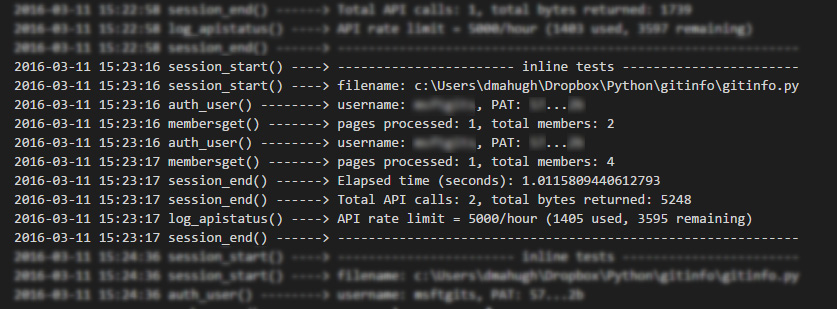 2016-03-11 15:22:58 session_end() ------> Total API calls: 1, total bytes returned: 1739
2016-03-11 15:22:58 log_apistatus() ----> API rate limit = 5000/hour (1403 used, 3597 remaining)
2016-03-11 15:22:58 session_end() ------> ------------------------------------------------------------
2016-03-11 15:23:16 session_start() ----> ----------------------- inline tests -----------------------
2016-03-11 15:23:16 session_start() ----> filename: c:\Users\dmahugh\Dropbox\Python\gitinfo\gitinfo.py
2016-03-11 15:23:16 auth_user() --------> username: , PAT: ...
2016-03-11 15:23:16 membersget() -------> pages processed: 1, total members: 2
2016-03-11 15:23:16 auth_user() --------> username: , PAT: ...
2016-03-11 15:23:17 membersget() -------> pages processed: 1, total members: 4
2016-03-11 15:23:17 session_end() ------> Elapsed time (seconds): 1.0115809440612793
2016-03-11 15:23:17 session_end() ------> Total API calls: 2, total bytes returned: 5248
2016-03-11 15:23:17 log_apistatus() ----> API rate limit = 5000/hour (1405 used, 3595 remaining)
2016-03-11 15:23:17 session_end() ------> ------------------------------------------------------------
2016-03-11 15:24:36 session_start() ----> ----------------------- inline tests -----------------------
2016-03-11 15:24:36 session_start() ----> filename: c:\Users\dmahugh\Dropbox\Python\gitinfo\gitinfo.py
2016-03-11 15:24:36 auth_user() --------> username: , PAT: ...